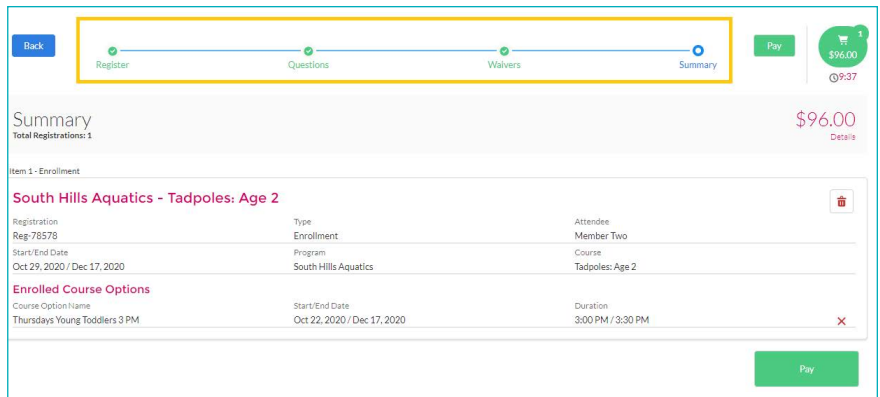 Back
Register
Questions
Waivers
Summary
Pay
1
$96.00
9:37
Summary
Total Registrations: 1
$96.00
Details
Item 1 - Enrollment
South Hills Aquatics - Tadpoles: Age 2
Registration Type Attendee
Reg-78578 Enrollment Member Two
Start/End Date Program Course
Oct 29, 2020 / Dec 17, 2020 South Hills Aquatics Tadpoles: Age 2
Enrolled Course Options
Course Option Name Start/End Date Duration
Thursdays Young Toddlers 3 PM Oct 22, 2020 / Dec 17, 2020 3:00 PM / 3:30 PM
Pay